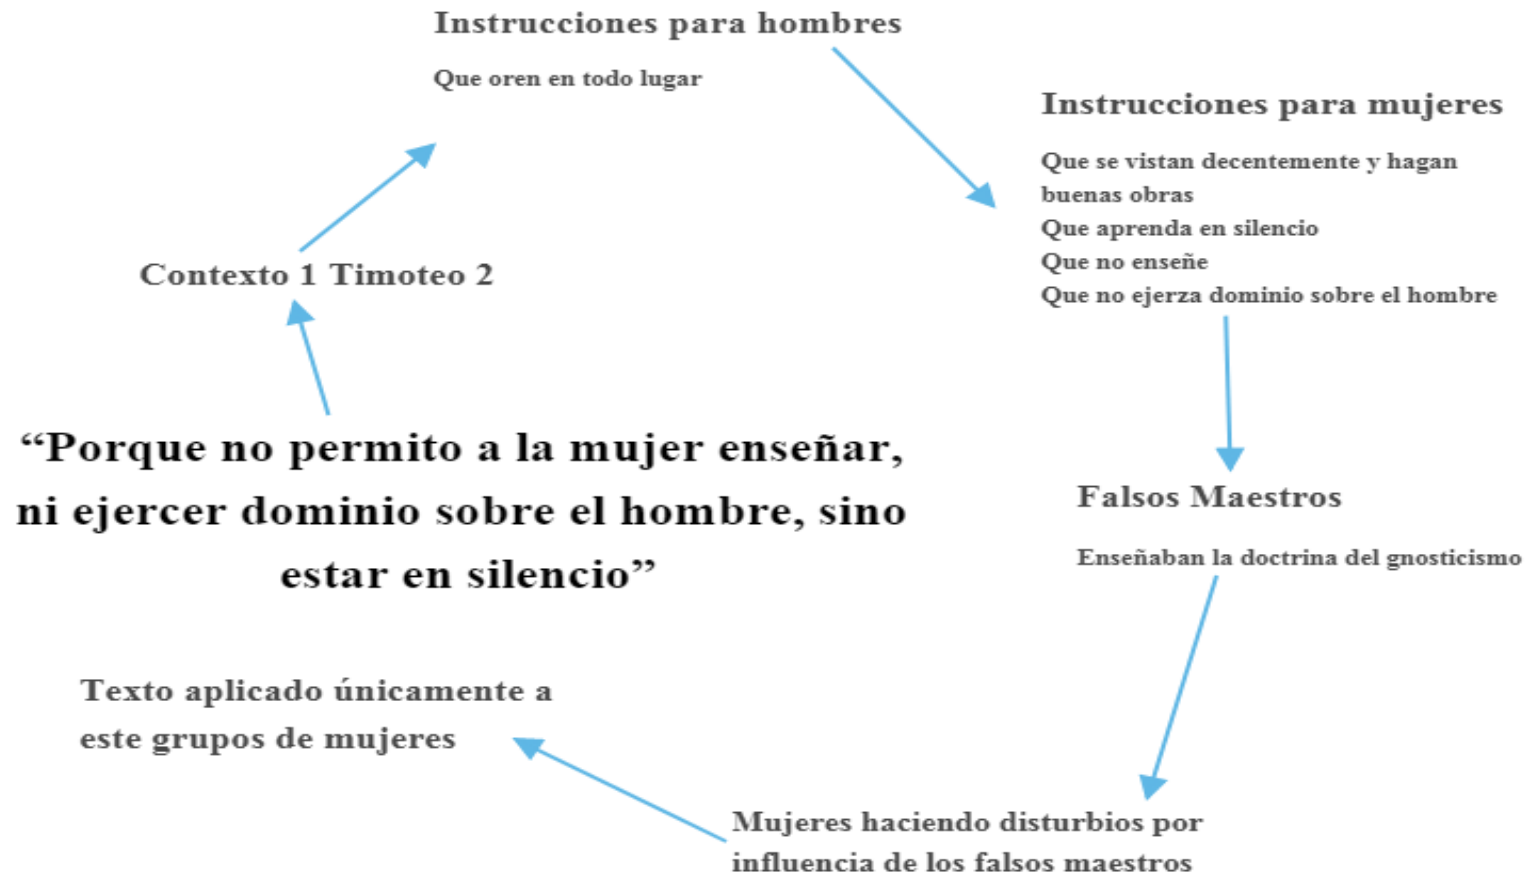 Instrucciones para hombres
Que oren en todo lugar
Instrucciones para mujeres
Que se vistan decentemente y hagan
buenas obras
Que aprenda en silencio
Que no enseñe
Que no ejerza dominio sobre el hombre
Contexto 1 Timoteo 2
“Porque no permito a la mujer enseñar,
ni ejercer dominio sobre el hombre, sino
estar en silencio”
Falsos Maestros
Enseñaban la doctrina del gnosticismo
Texto aplicado únicamente a
este grupos de mujeres
Mujeres haciendo disturbios por
influencia de los falsos maestros